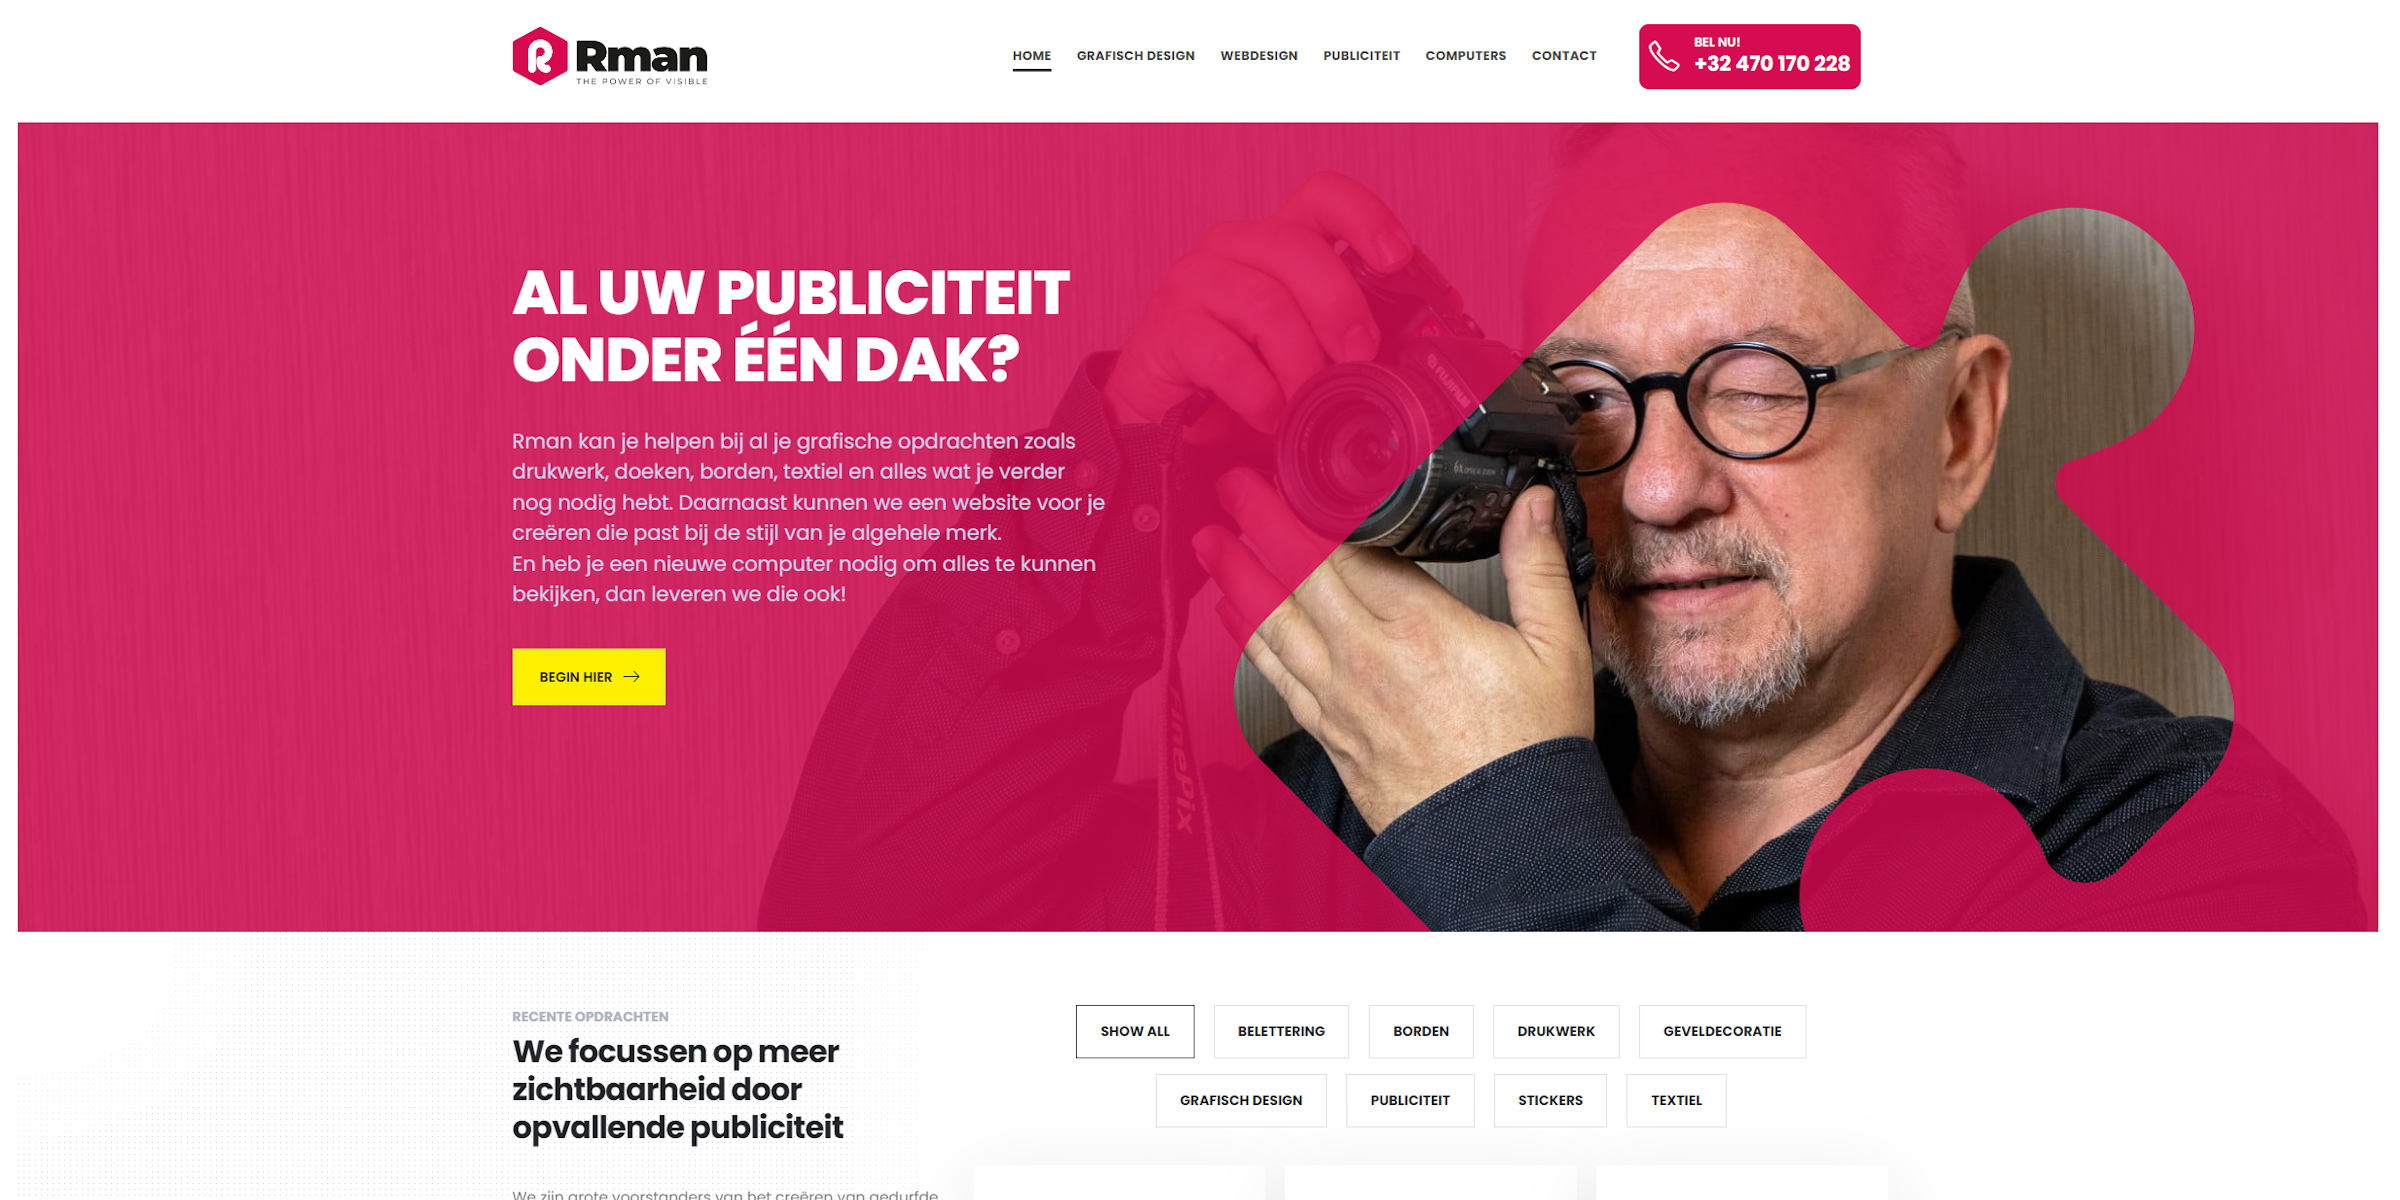 Rman
THE POWER OF VISIBLE
HOME
GRAFISCH DESIGN
WEBDESIGN
PUBLICITEIT
COMPUTERS
CONTACT
BEL NU!
+32 470 170 228
AL UW PUBLICITEIT
ONDER ÉÉN DAK?
Rman kan je helpen bij al je grafische opdrachten zoals
drukwerk, doeken, borden, textiel en alles wat je verder
nog nodig hebt. Daarnaast kunnen we een website voor je
creëren die past bij de stijl van je algehele merk.
En heb je een nieuwe computer nodig om alles te kunnen
bekijken, dan leveren we die ook!
BEGIN HIER
FUJIFILM
6x OPTICAL ZOOM
FinePix
RECENTE OPDRACHTEN
We focussen op meer
zichtbaarheid door
opvallende publiciteit
We zijn grote voorstanders van het creëren van gedurfde
SHOW ALL
BELETTERING
BORDEN
DRUKWERK
GEVELDECORATIE
GRAFISCH DESIGN
PUBLICITEIT
STICKERS
TEXTIEL